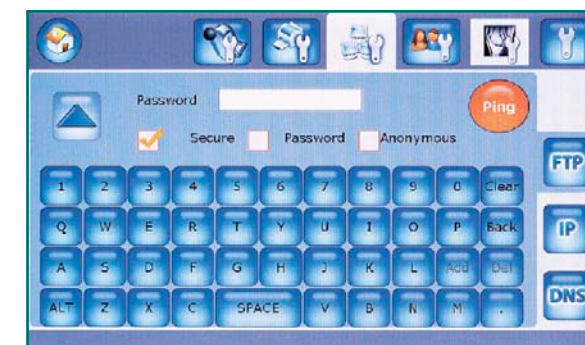 Password
Ping
Secure Password Anonymous
FTP
1 2 3 4 5 6 7 8 9 0 Clear
Q W E R T Y U I O P Back
IP
A S D F G H J K L Add Del
ALT Z X C SPACE V B N M .
DNS